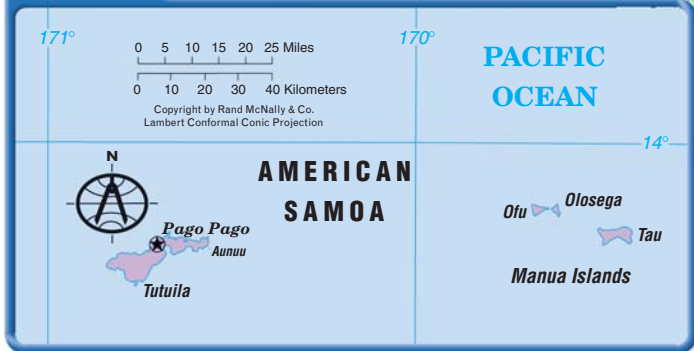 171°
170°
0 5 10 15 20 25 Miles
0 10 20 30 40 Kilometers
Copyright by Rand McNally & Co.
Lambert Conformal Conic Projection
PACIFIC
OCEAN
14°
N
AMERICAN
SAMOA
Pago Pago
Aunuu
Tutuila
Ofu
Olosega
Tau
Manua Islands